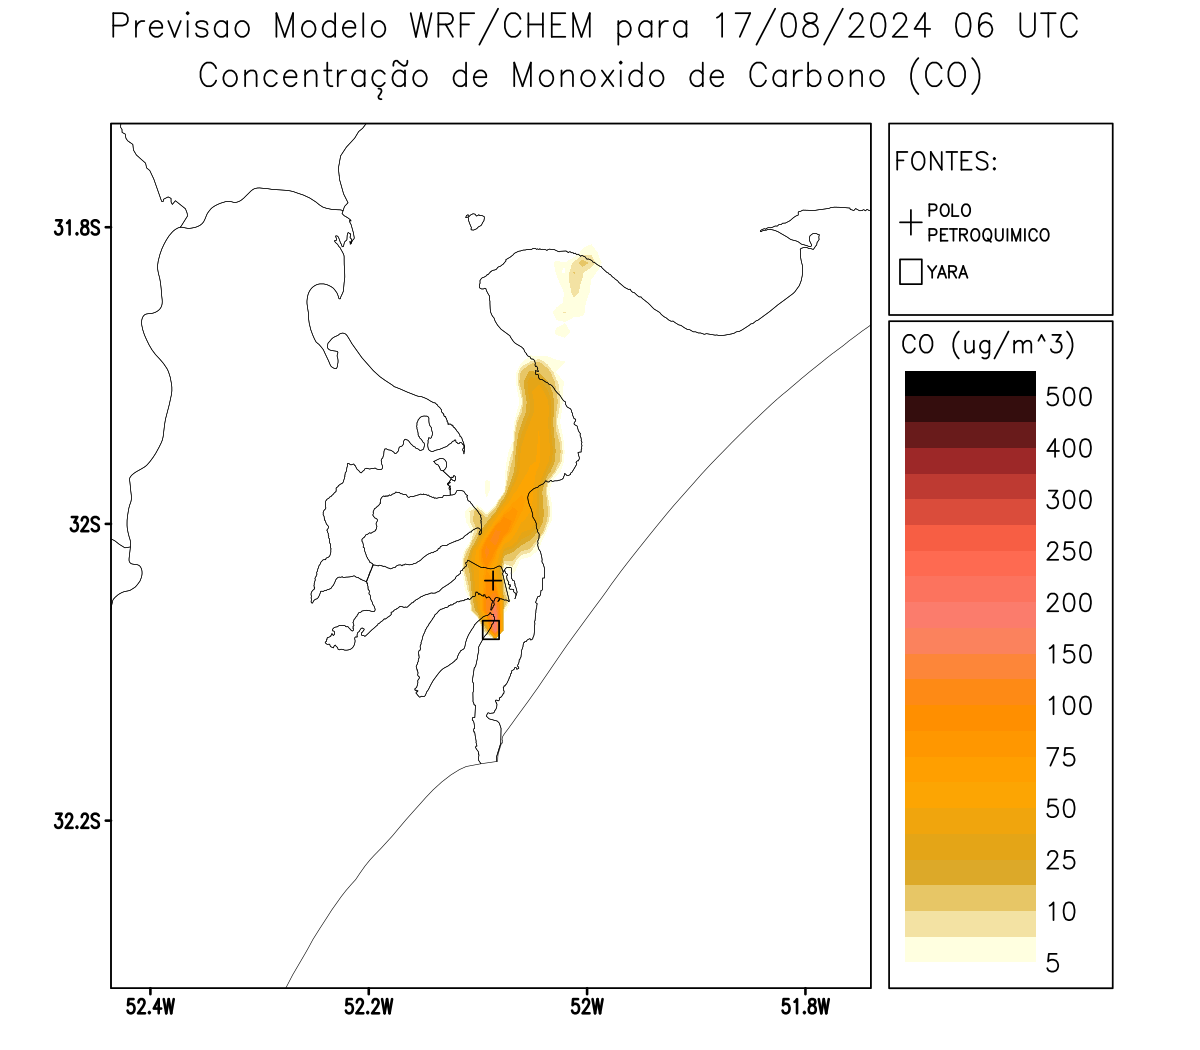 Previsao Modelo WRF/CHEM para 17/08/2024 06 UTC
Concentração de Monoxido de Carbono (CO)
FONTES:
POLO
PETROQUIMICO
YARA
CO (ug/m^3)
500
400
300
250
200
150
100
75
50
25
10
5
31.8S
32S
32.2S
52.4W
52.2W
52W
51.8W